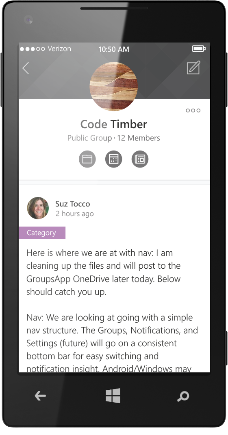 Verizon 10:50 AM
Code Timber
Public Group · 12 Members
Suz Tocco
2 hours ago
Category
Here is where we are at with nav: I am
cleaning up the files and will post to the
GroupsApp OneDrive later today. Below
should catch you up.
Nav: We are looking at going with a simple
nav structure. The Groups, Notifications, and
Settings (future) will go on a consistent
bottom bar for easy switching and
notification insight. Android/Windows may